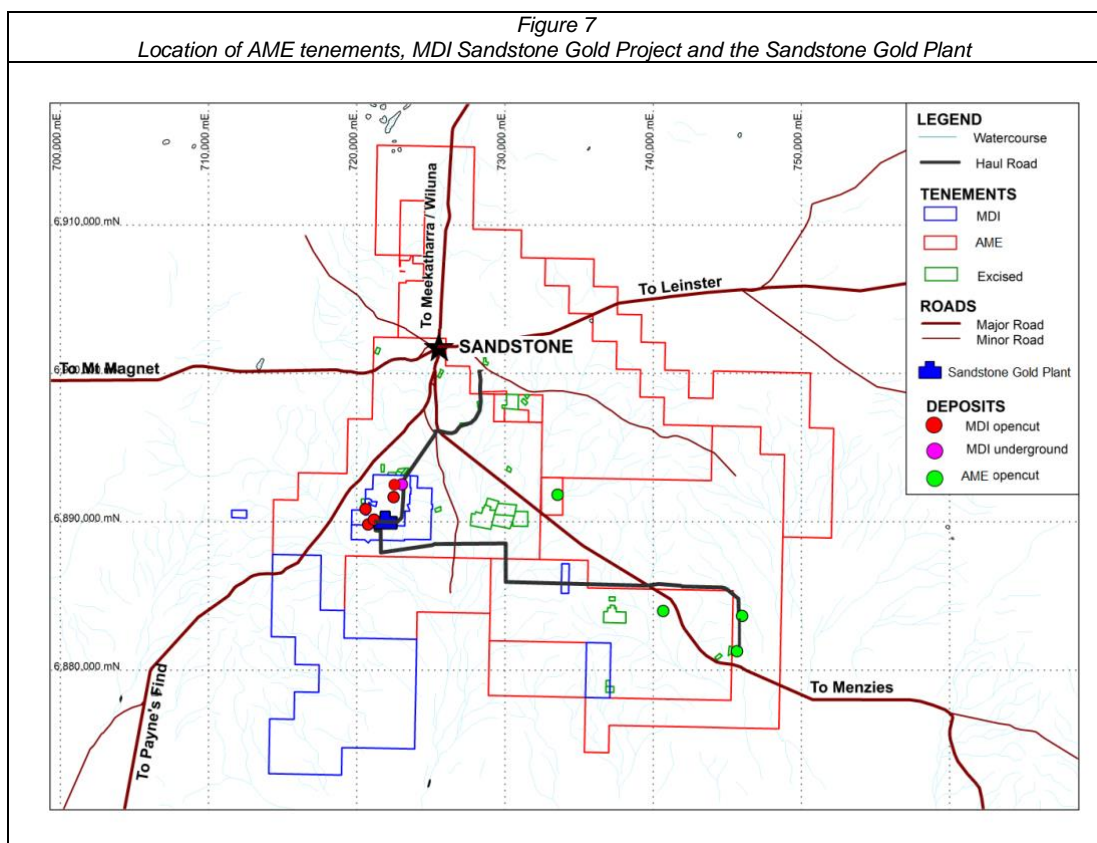 Figure 7
Location of AME tenements, MDI Sandstone Gold Project and the Sandstone Gold Plant
700,000.mE
710,000.mE
720,000.mE
730,000.mE
740,000.mE
750,000.mE
LEGEND
Watercourse
Haul Road
TENEMENTS
MDI
AME
Excised
ROADS
Major Road
Minor Road
Sandstone Gold Plant
DEPOSITS
MDI opencut
MDI underground
AME opencut
6,910,000.mN
To Meekatharra / Wiluna
To Leinster
SANDSTONE
To Mt Magnet
6,890,000.mN
6,880,000.mN
To Menzies
To Payne's Find